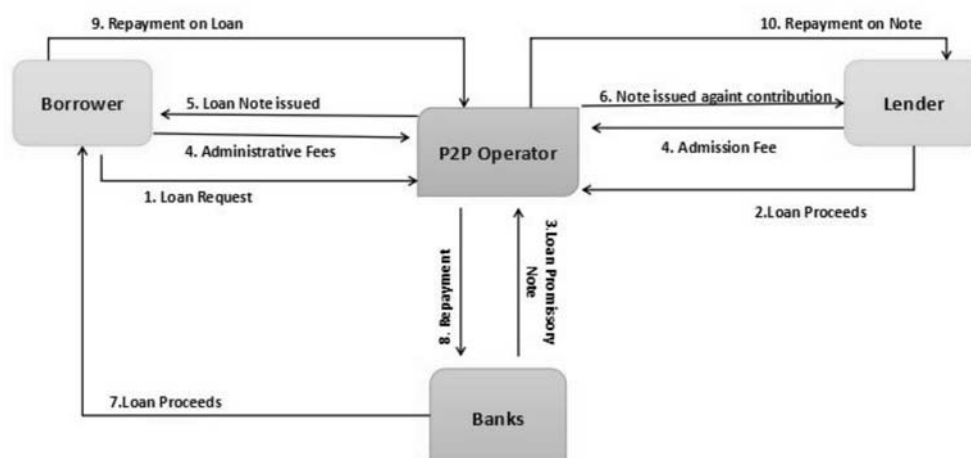 9. Repayment on Loan
10. Repayment on Note
Borrower
5. Loan Note issued
6. Note issued againt contribution
Lender
4. Administrative Fees
P2P Operator
4. Admission Fee
1. Loan Request
2.Loan Proceeds
8. Repayment
3.Loan Promissory
Note
7.Loan Proceeds
Banks